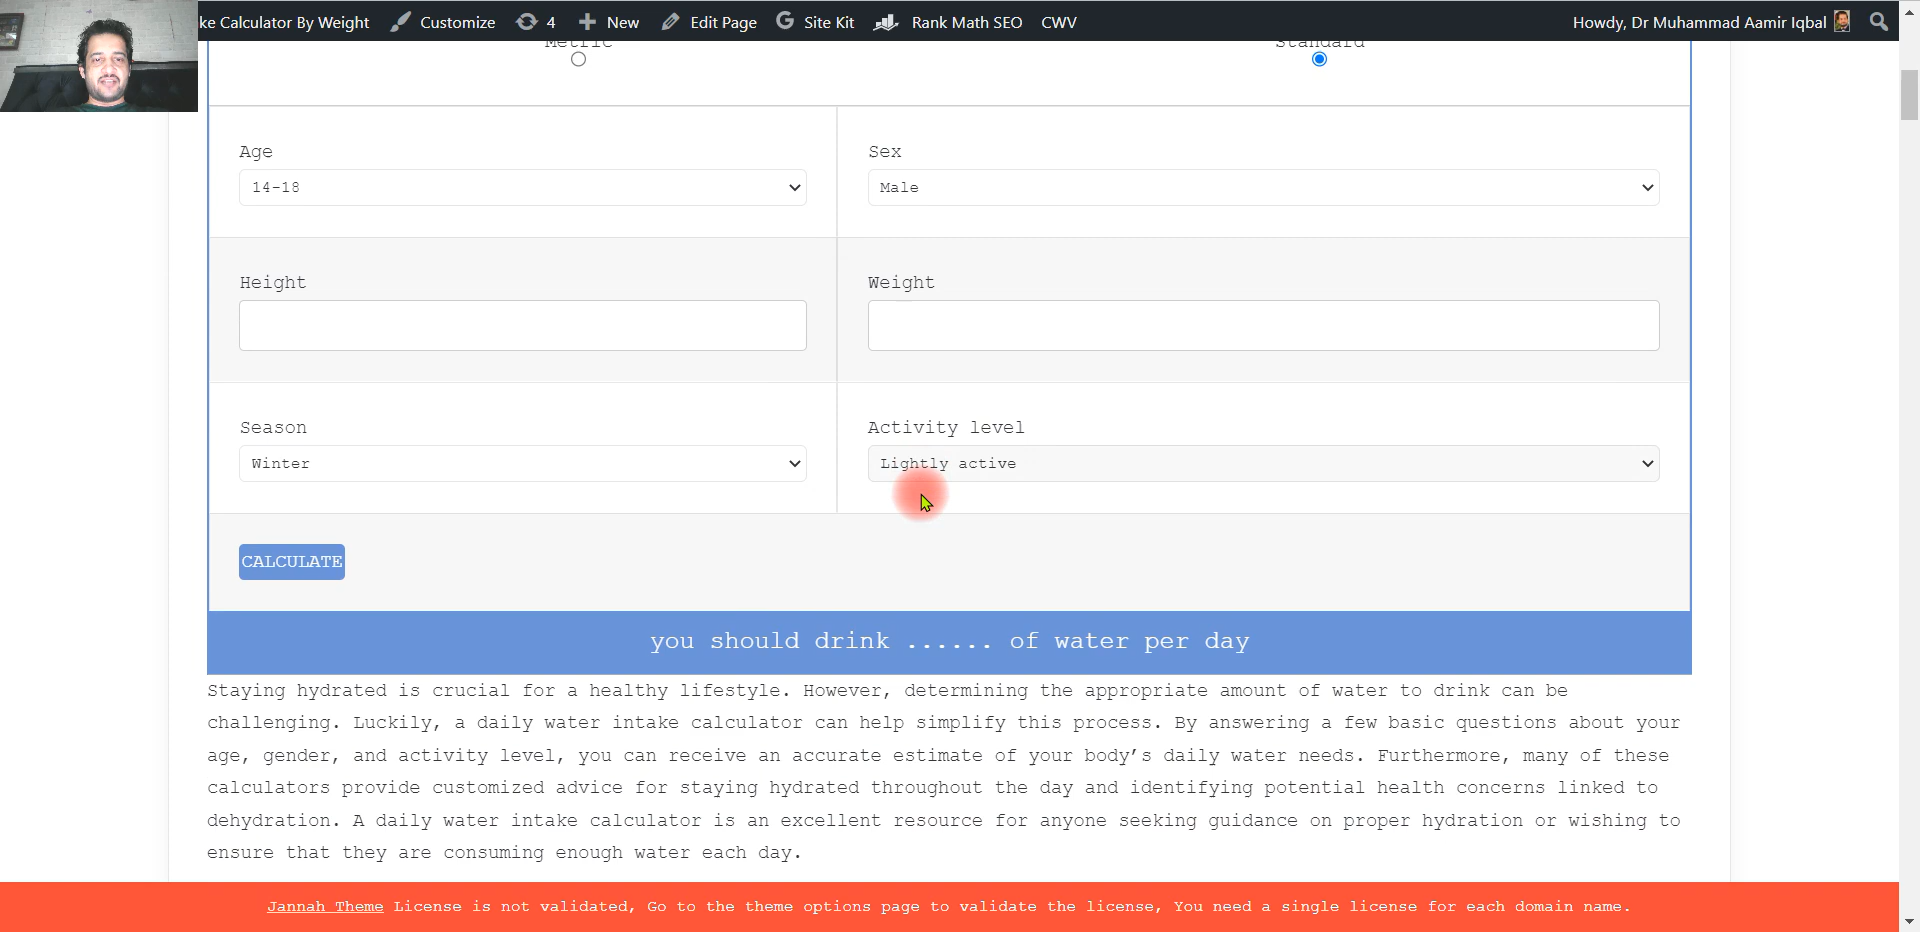 ke Calculator By Weight Customize 4 New Edit Page Site Kit Rank Math SEO CWV Howdy, Dr Muhammad Aamir Iqbal
Metric Standard
Age Sex
14-18 Male
Height Weight
Season Activity level
Winter Lightly active
CALCULATE
you should drink ...... of water per day
Staying hydrated is crucial for a healthy lifestyle. However, determining the appropriate amount of water to drink can be
challenging. Luckily, a daily water intake calculator can help simplify this process. By answering a few basic questions about your
age, gender, and activity level, you can receive an accurate estimate of your body’s daily water needs. Furthermore, many of these
calculators provide customized advice for staying hydrated throughout the day and identifying potential health concerns linked to
dehydration. A daily water intake calculator is an excellent resource for anyone seeking guidance on proper hydration or wishing to
ensure that they are consuming enough water each day.
Jannah Theme License is not validated, Go to the theme options page to validate the license, You need a single license for each domain name.